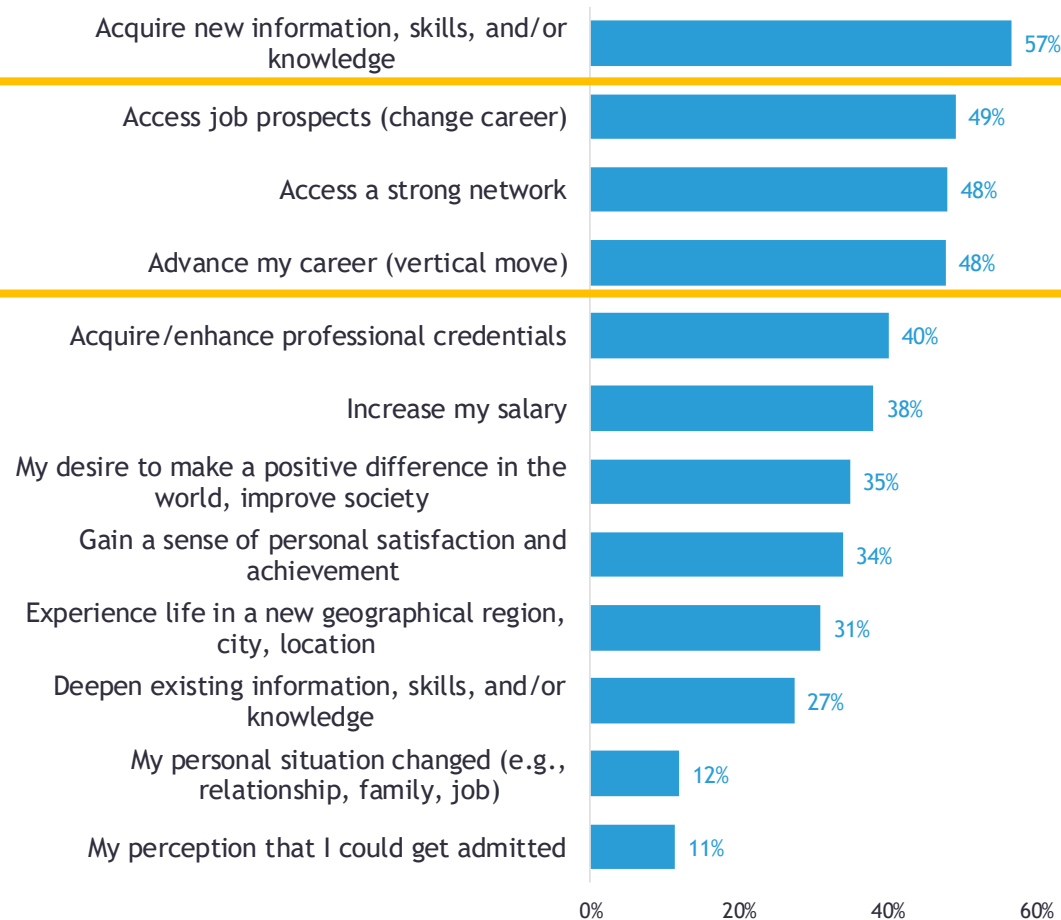 Acquire new information, skills, and/or
knowledge
57%
Access job prospects (change career)
49%
Access a strong network
48%
Advance my career (vertical move)
48%
Acquire/enhance professional credentials
40%
Increase my salary
38%
My desire to make a positive difference in the
world, improve society
35%
Gain a sense of personal satisfaction and
achievement
34%
Experience life in a new geographical region,
city, location
31%
Deepen existing information, skills, and/or
knowledge
27%
My personal situation changed (e.g.,
relationship, family, job)
12%
My perception that I could get admitted
11%
0% 20% 40% 60%